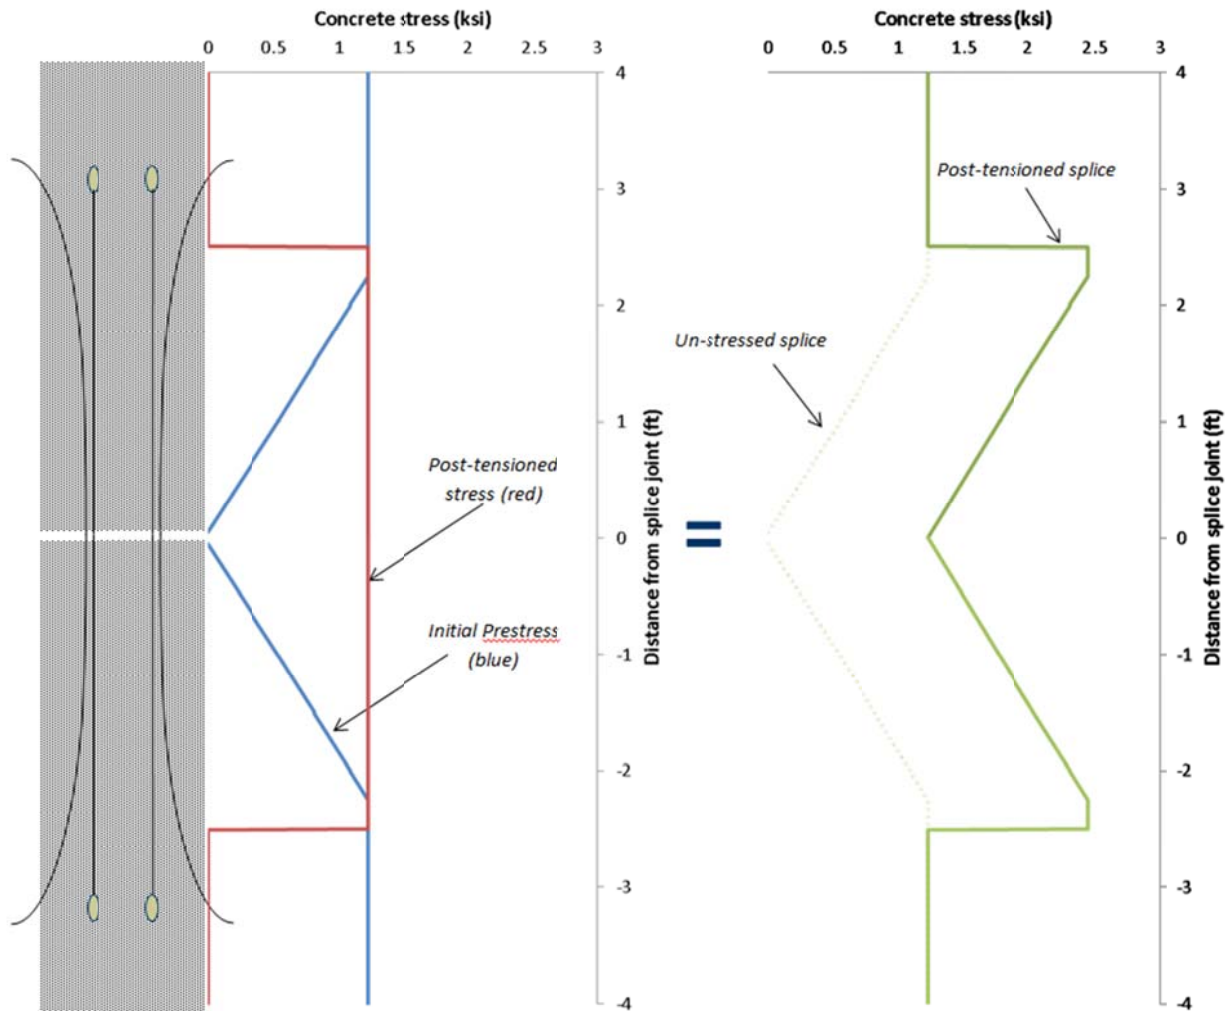 Concrete stress (ksi)
0 0.5 1 1.5 2 2.5 3
4
3
2
1
0
-1
-2
-3
-4
Distance from splice joint (ft)
Post-tensioned
stress (red)
Initial Prestress
(blue)
=
Concrete stress (ksi)
0 0.5 1 1.5 2 2.5 3
4
3
2
1
0
-1
-2
-3
-4
Distance from splice joint (ft)
Post-tensioned splice
Un-stressed splice